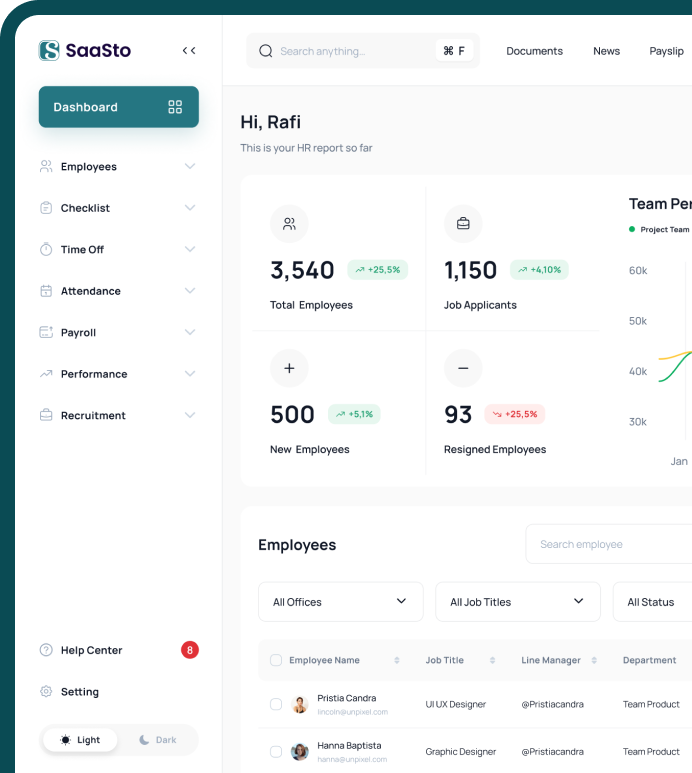 SaaSto
Search anything...
⌘ F
Documents
News
Payslip
Dashboard
Employees
Checklist
Time Off
Attendance
Payroll
Performance
Recruitment
Help Center
8
Setting
Light
Dark
Hi, Rafi
This is your HR report so far
3,540
+25,5%
Total Employees
1,150
+4,10%
Job Applicants
500
+5,1%
New Employees
93
+25,5%
Resigned Employees
Team Per
Project Team
60k
50k
40k
30k
Jan
Employees
Search employee
All Offices
All Job Titles
All Status
Employee Name
Job Title
Line Manager
Department
Pristia Candra
lincoln@unpixel.com
UI UX Designer
@Pristiacandra
Team Product
Hanna Baptista
hanna@unpixel.com
Graphic Designer
@Pristiacandra
Team Product